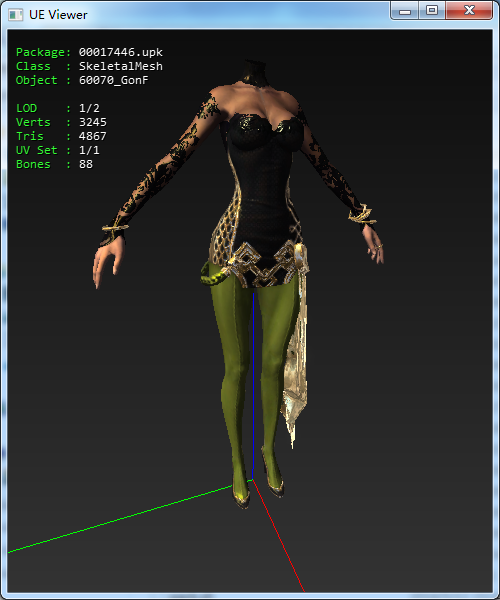 UE Viewer
Package: 00017446.upk
Class : SkeletalMesh
Object : 60070_GonF
LOD : 1/2
Verts : 3245
Tris : 4867
UV Set : 1/1
Bones : 88